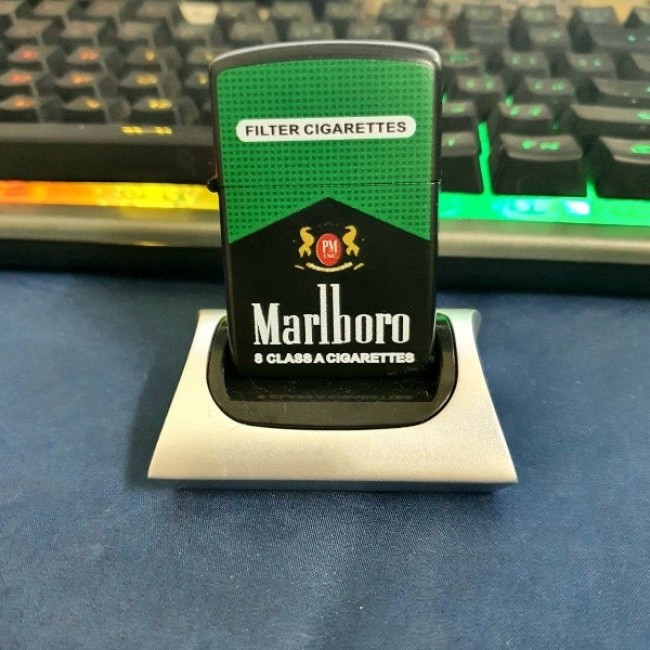 FILTER CIGARETTES
PM
INC.
Marlboro
8 CLASS A CIGARETTES